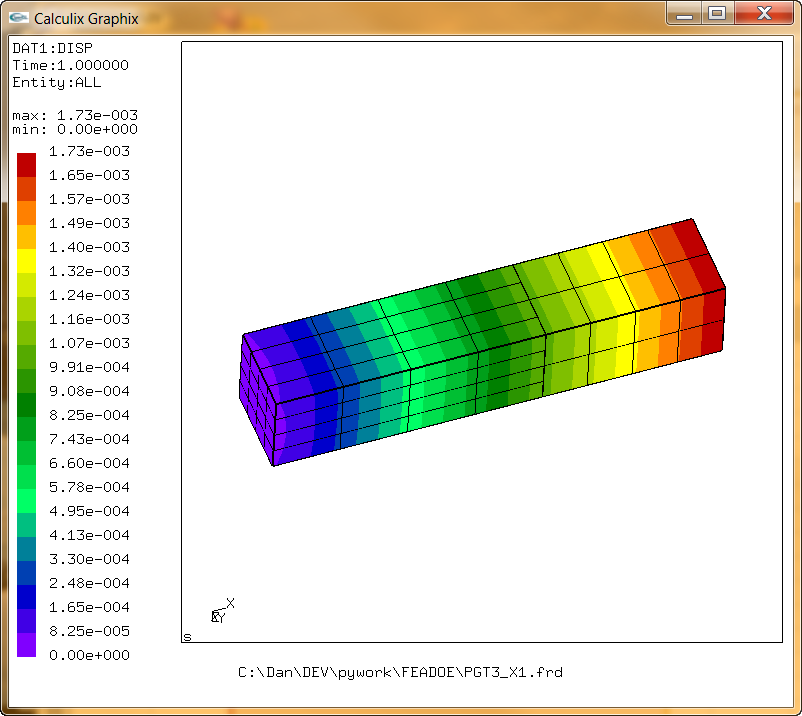 Calculix Graphix
DAT1:DISP
Time:1.000000
Entity:ALL
max: 1.73e-003
min: 0.00e+000
1.73e-003
1.65e-003
1.57e-003
1.49e-003
1.40e-003
1.32e-003
1.24e-003
1.16e-003
1.07e-003
9.91e-004
9.08e-004
8.25e-004
7.43e-004
6.60e-004
5.78e-004
4.95e-004
4.13e-004
3.30e-004
2.48e-004
1.65e-004
8.25e-005
0.00e+000
X
Y
s
C:\Dan\DEV\pywork\FEADOE\PGT3_X1.frd